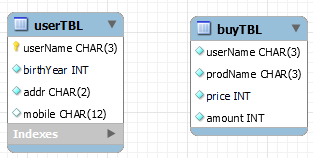 userTBL
userName CHAR(3)
birthYear INT
addr CHAR(2)
mobile CHAR(12)
Indexes
buyTBL
userName CHAR(3)
prodName CHAR(3)
price INT
amount INT